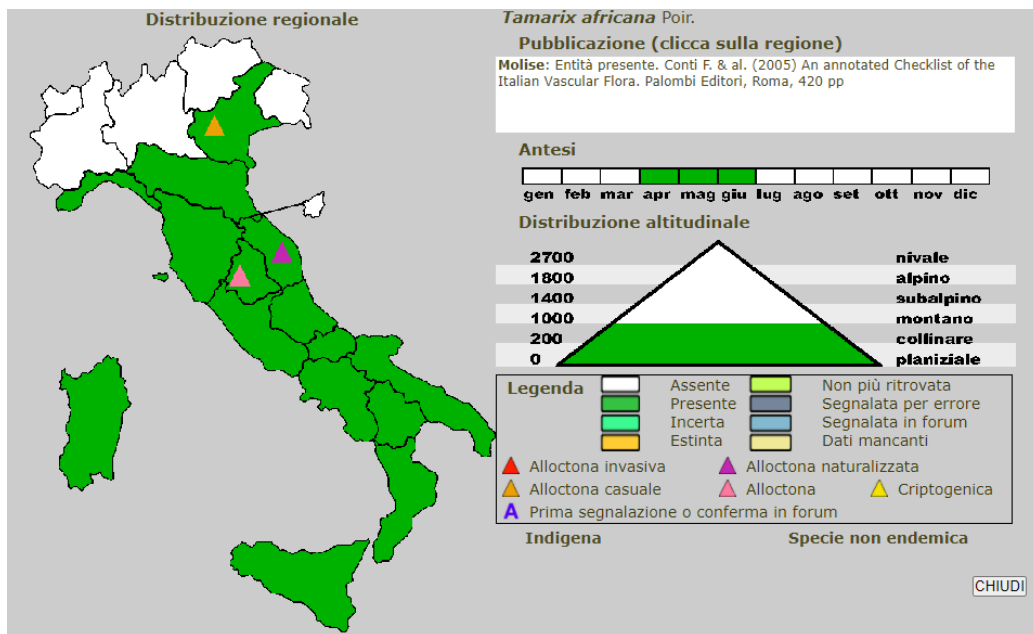 Distribuzione regionale
Tamarix africana Poir.
Pubblicazione (clicca sulla regione)
Molise: Entità presente. Conti F. & al. (2005) An annotated Checklist of the
Italian Vascular Flora. Palombi Editori, Roma, 420 pp
Antesi
gen feb mar apr mag giu lug ago set ott nov dic
Distribuzione altitudinale
2700 nivale
1800 alpino
1400 subalpino
1000 montano
200 collinare
0 planiziale
Legenda Assente Non più ritrovata
Presente Segnalata per errore
Incerta Segnalata in forum
Estinta Dati mancanti
Alloctona invasiva Alloctona naturalizzata
Alloctona casuale Alloctona Criptogenica
A Prima segnalazione o conferma in forum
Indigena Specie non endemica
CHIUDI